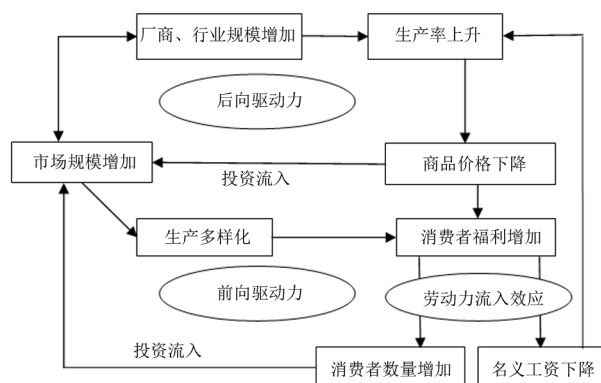 厂商、行业规模增加
生产率上升
后向驱动力
市场规模增加
商品价格下降
投资流入
生产多样化
消费者福利增加
前向驱动力
劳动力流入效应
投资流入
消费者数量增加
名义工资下降